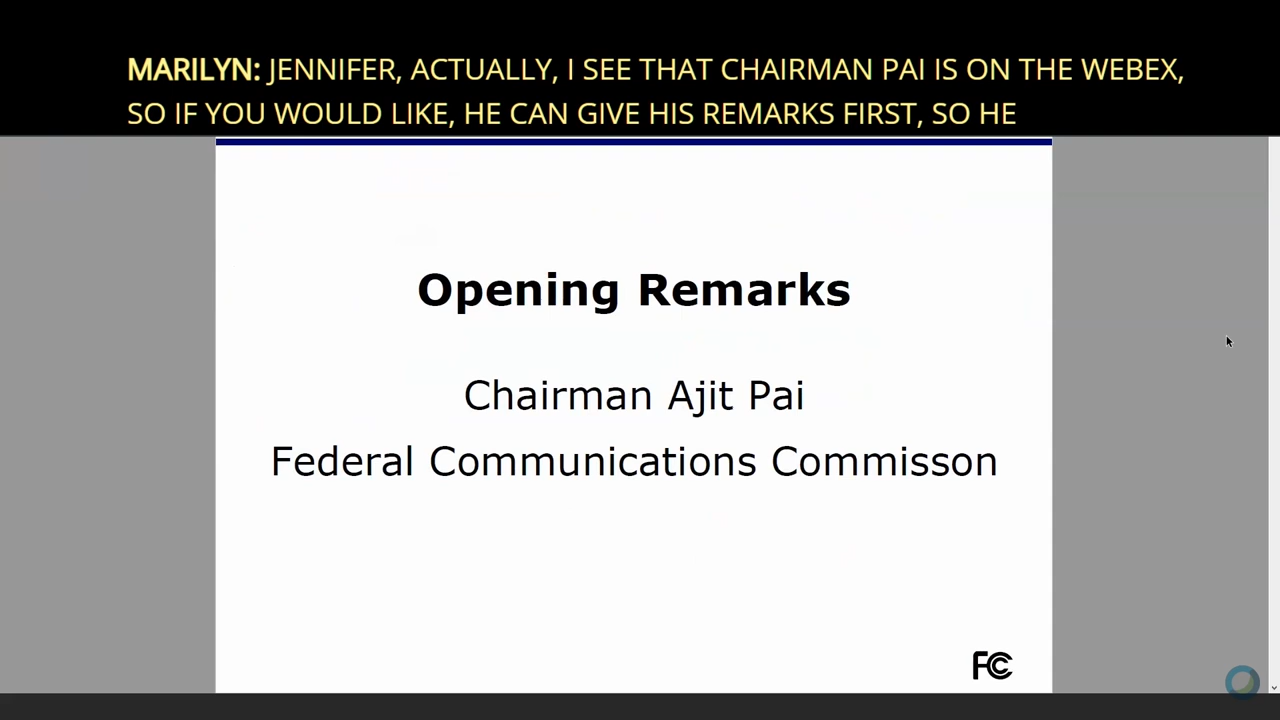 MARILYN: JENNIFER, ACTUALLY, I SEE THAT CHAIRMAN PAI IS ON THE WEBEX,
SO IF YOU WOULD LIKE, HE CAN GIVE HIS REMARKS FIRST, SO HE
Opening Remarks
Chairman Ajit Pai
Federal Communications Commisson
FCC